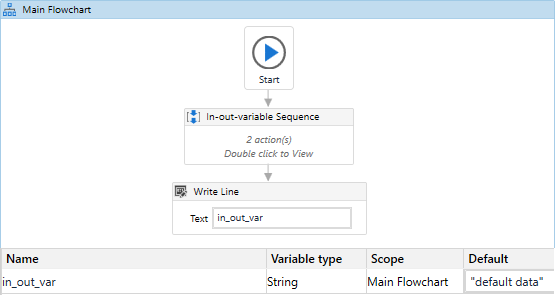 Main Flowchart
Start
In-out-variable Sequence
2 action(s)
Double click to View
Write Line
Text in_out_var
Name Variable type Scope Default
in_out_var String Main Flowchart "default data"